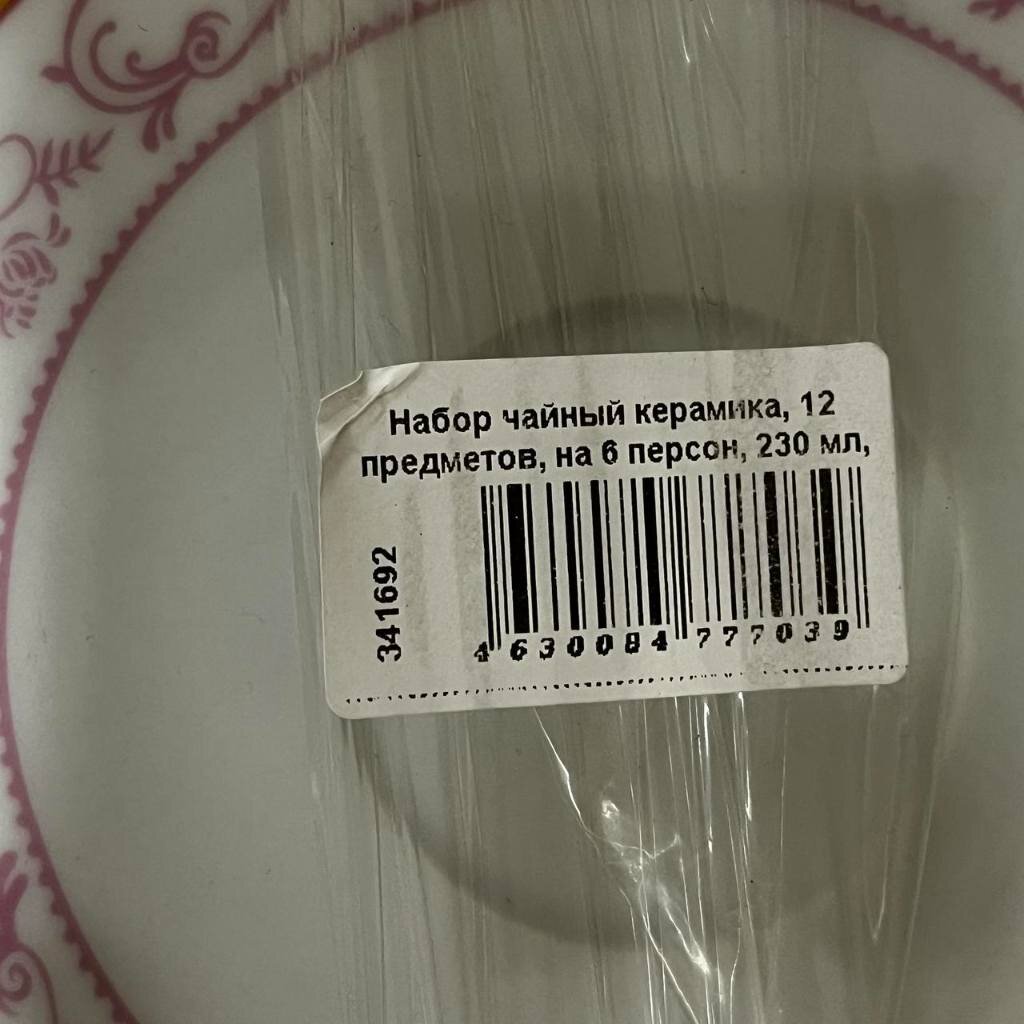 Набор чайный керамика, 12
предметов, на 6 персон, 230 мл,
341692
4 630084 777039